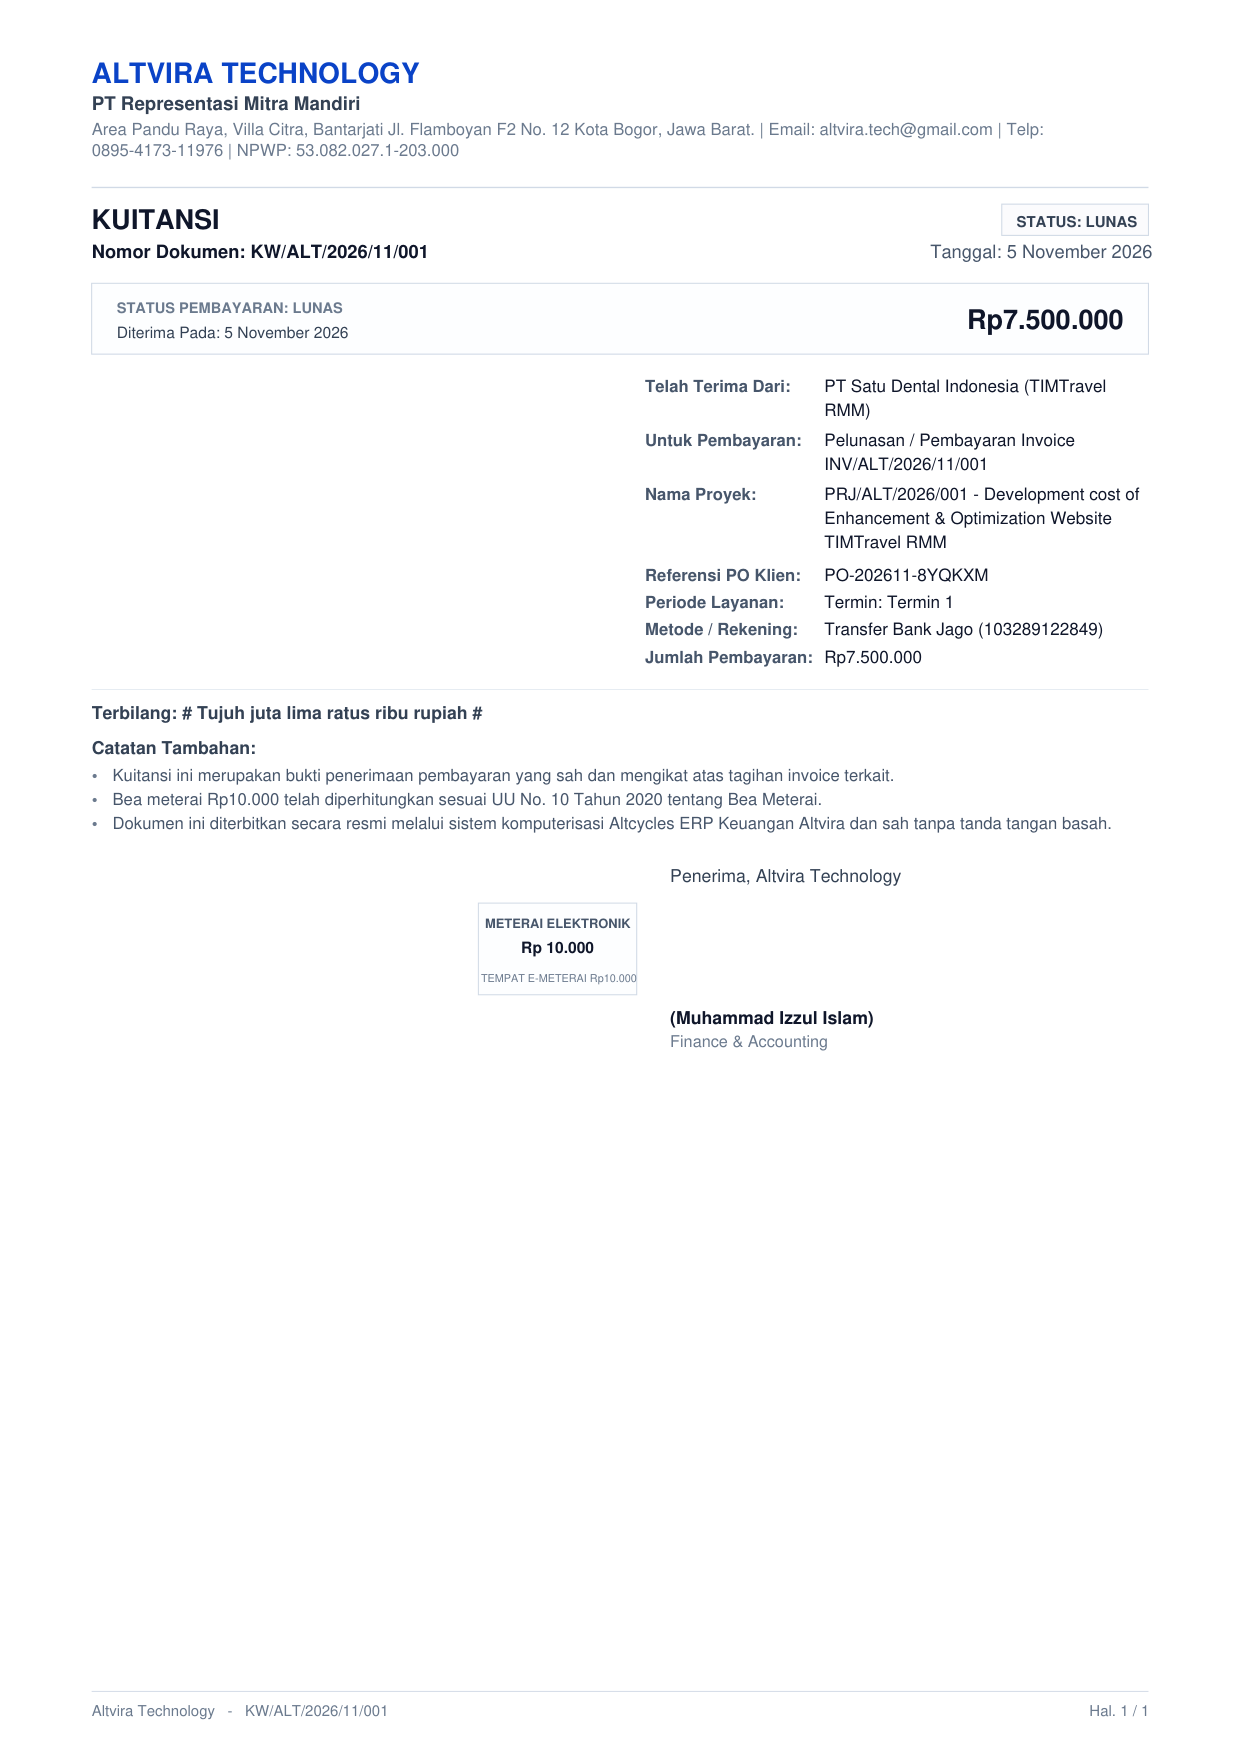 ALTVIRA TECHNOLOGY
PT Representasi Mitra Mandiri
Area Pandu Raya, Villa Citra, Bantarjati Jl. Flamboyan F2 No. 12 Kota Bogor, Jawa Barat. | Email: altvira.tech@gmail.com | Telp:
0895-4173-11976 | NPWP: 53.082.027.1-203.000
KUITANSI
STATUS: LUNAS
Nomor Dokumen: KW/ALT/2026/11/001
Tanggal: 5 November 2026
STATUS PEMBAYARAN: LUNAS
Diterima Pada: 5 November 2026
Rp7.500.000
Telah Terima Dari: PT Satu Dental Indonesia (TIMTravel
RMM)
Untuk Pembayaran: Pelunasan / Pembayaran Invoice
INV/ALT/2026/11/001
Nama Proyek: PRJ/ALT/2026/001 - Development cost of
Enhancement & Optimization Website
TIMTravel RMM
Referensi PO Klien: PO-202611-8YQKXM
Periode Layanan: Termin: Termin 1
Metode / Rekening: Transfer Bank Jago (103289122849)
Jumlah Pembayaran: Rp7.500.000
Terbilang: # Tujuh juta lima ratus ribu rupiah #
Catatan Tambahan:
• Kuitansi ini merupakan bukti penerimaan pembayaran yang sah dan mengikat atas tagihan invoice terkait.
• Bea meterai Rp10.000 telah diperhitungkan sesuai UU No. 10 Tahun 2020 tentang Bea Meterai.
• Dokumen ini diterbitkan secara resmi melalui sistem komputerisasi Altcycles ERP Keuangan Altvira dan sah tanpa tanda tangan basah.
Penerima, Altvira Technology
METERAI ELEKTRONIK
Rp 10.000
TEMPAT E-METERAI Rp10.000
(Muhammad Izzul Islam)
Finance & Accounting
Altvira Technology - KW/ALT/2026/11/001
Hal. 1 / 1